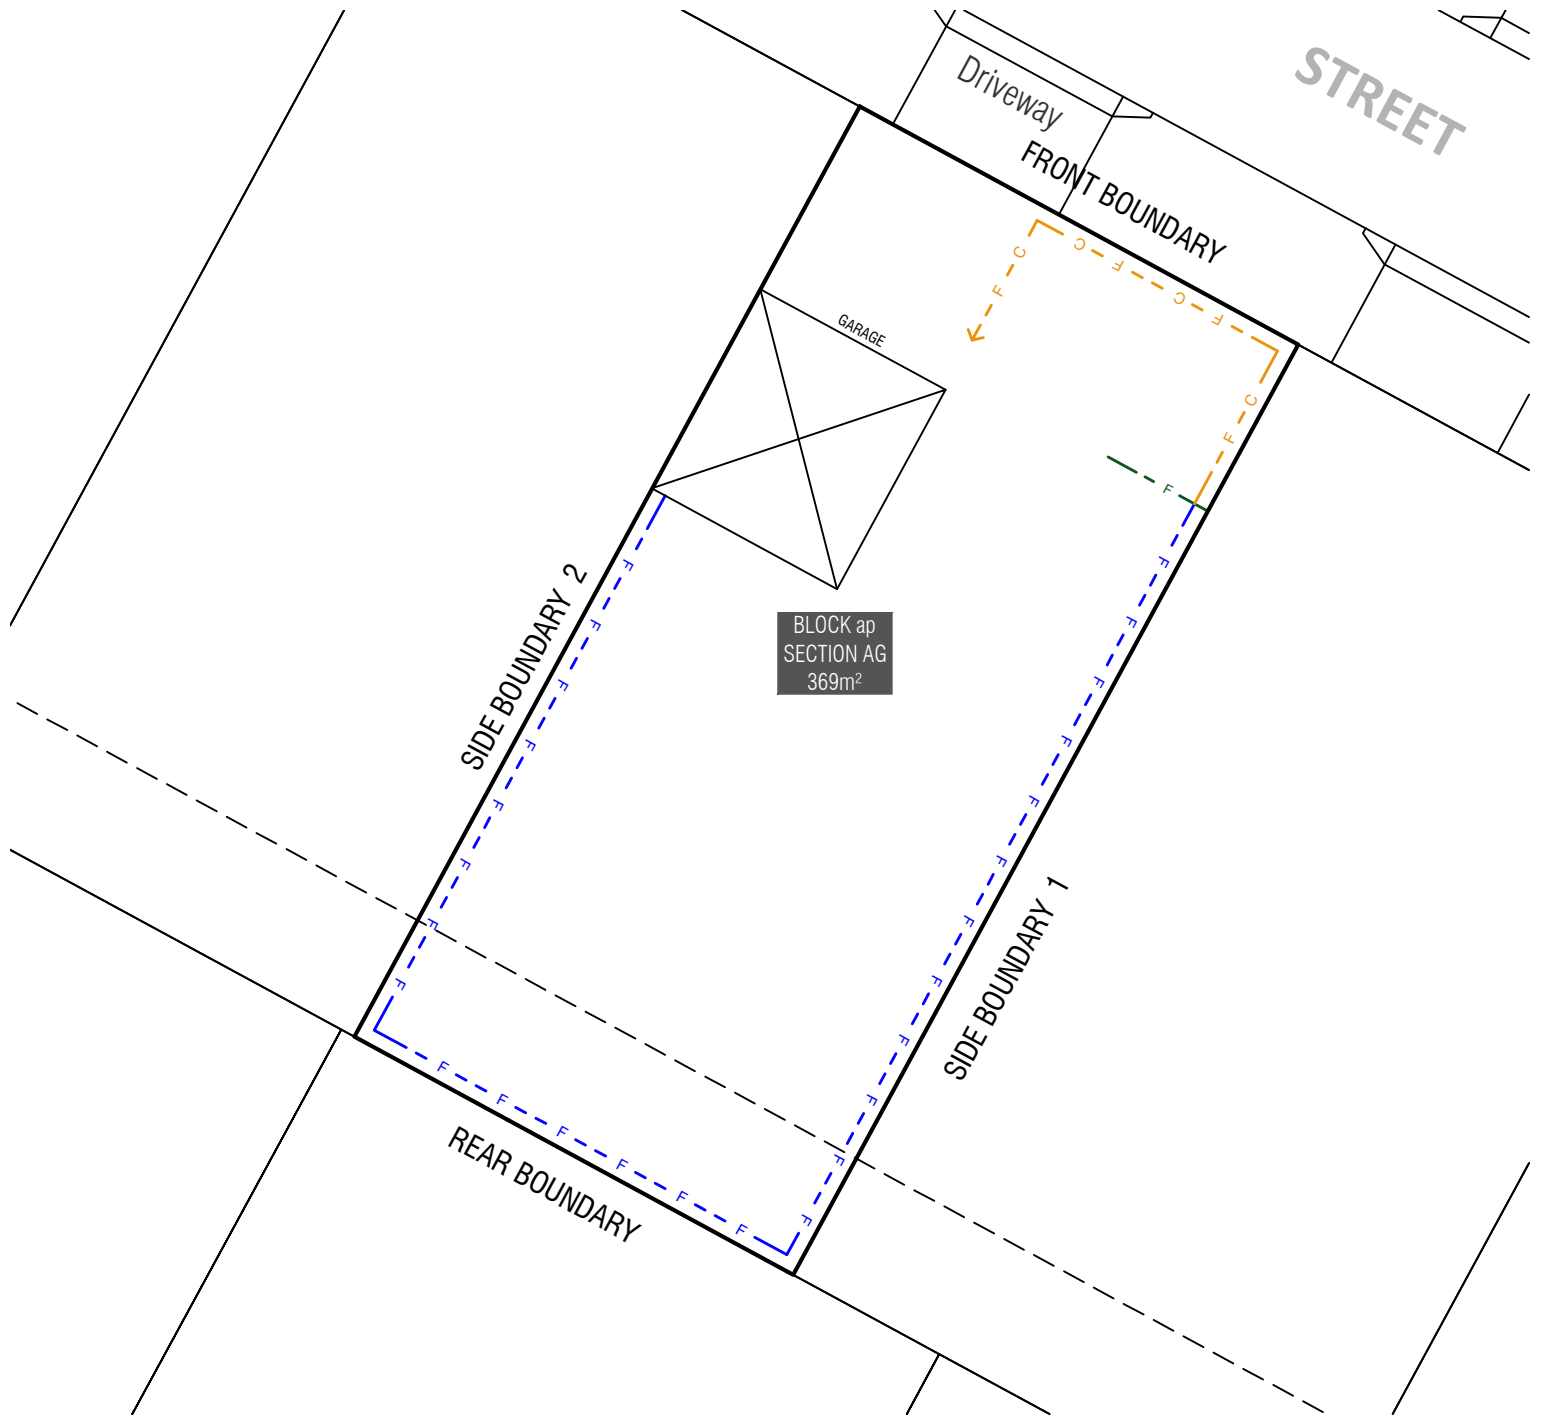 STREET
Driveway
FRONT BOUNDARY
C F C F
C F
C F
GARAGE
F
BLOCK ap
SECTION AG
369m²
SIDE BOUNDARY 2
F F F F F F F F
SIDE BOUNDARY 1
F F F F F F F F F F F F
F F F F F F
REAR BOUNDARY